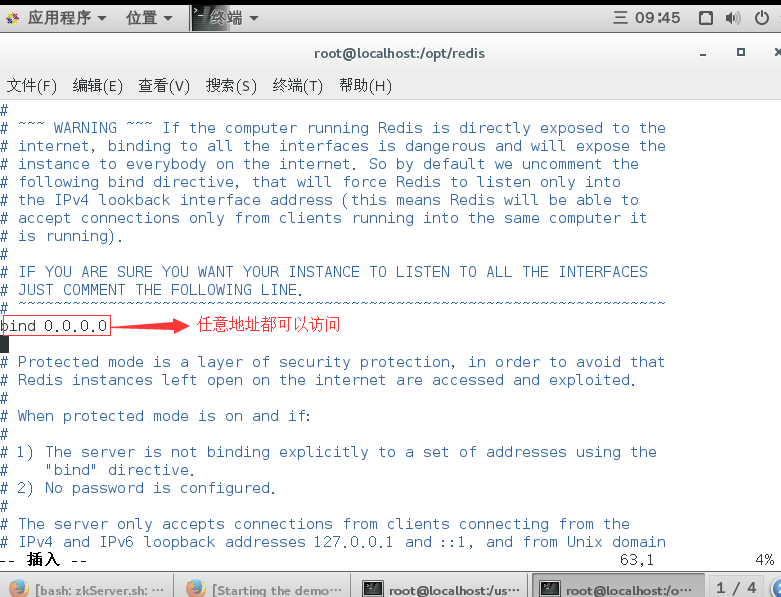 应用程序 位置 终端 三 09:45
root@localhost:/opt/redis
文件(F) 编辑(E) 查看(V) 搜索(S) 终端(T) 帮助(H)
#
# ~~~ WARNING ~~~ If the computer running Redis is directly exposed to the
# internet, binding to all the interfaces is dangerous and will expose the
# instance to everybody on the internet. So by default we uncomment the
# following bind directive, that will force Redis to listen only into
# the IPv4 lookback interface address (this means Redis will be able to
# accept connections only from clients running into the same computer it
# is running).
#
# IF YOU ARE SURE YOU WANT YOUR INSTANCE TO LISTEN TO ALL THE INTERFACES
# JUST COMMENT THE FOLLOWING LINE.
# ~~~~~~~~~~~~~~~~~~~~~~~~~~~~~~~~~~~~~~~~~~~~~~~~~~~~~~~~~~~~~~~~~~~~~~~~
bind 0.0.0.0 任意地址都可以访问
# Protected mode is a layer of security protection, in order to avoid that
# Redis instances left open on the internet are accessed and exploited.
#
# When protected mode is on and if:
#
# 1) The server is not binding explicitly to a set of addresses using the
#    "bind" directive.
# 2) No password is configured.
#
# The server only accepts connections from clients connecting from the
# IPv4 and IPv6 loopback addresses 127.0.0.1 and ::1, and from Unix domain
-- 插入 -- 63,1 4%
[bash: zkServer.sh: ··· [Starting the demo··· root@localhost:/us··· root@localhost:/o··· 1 / 4